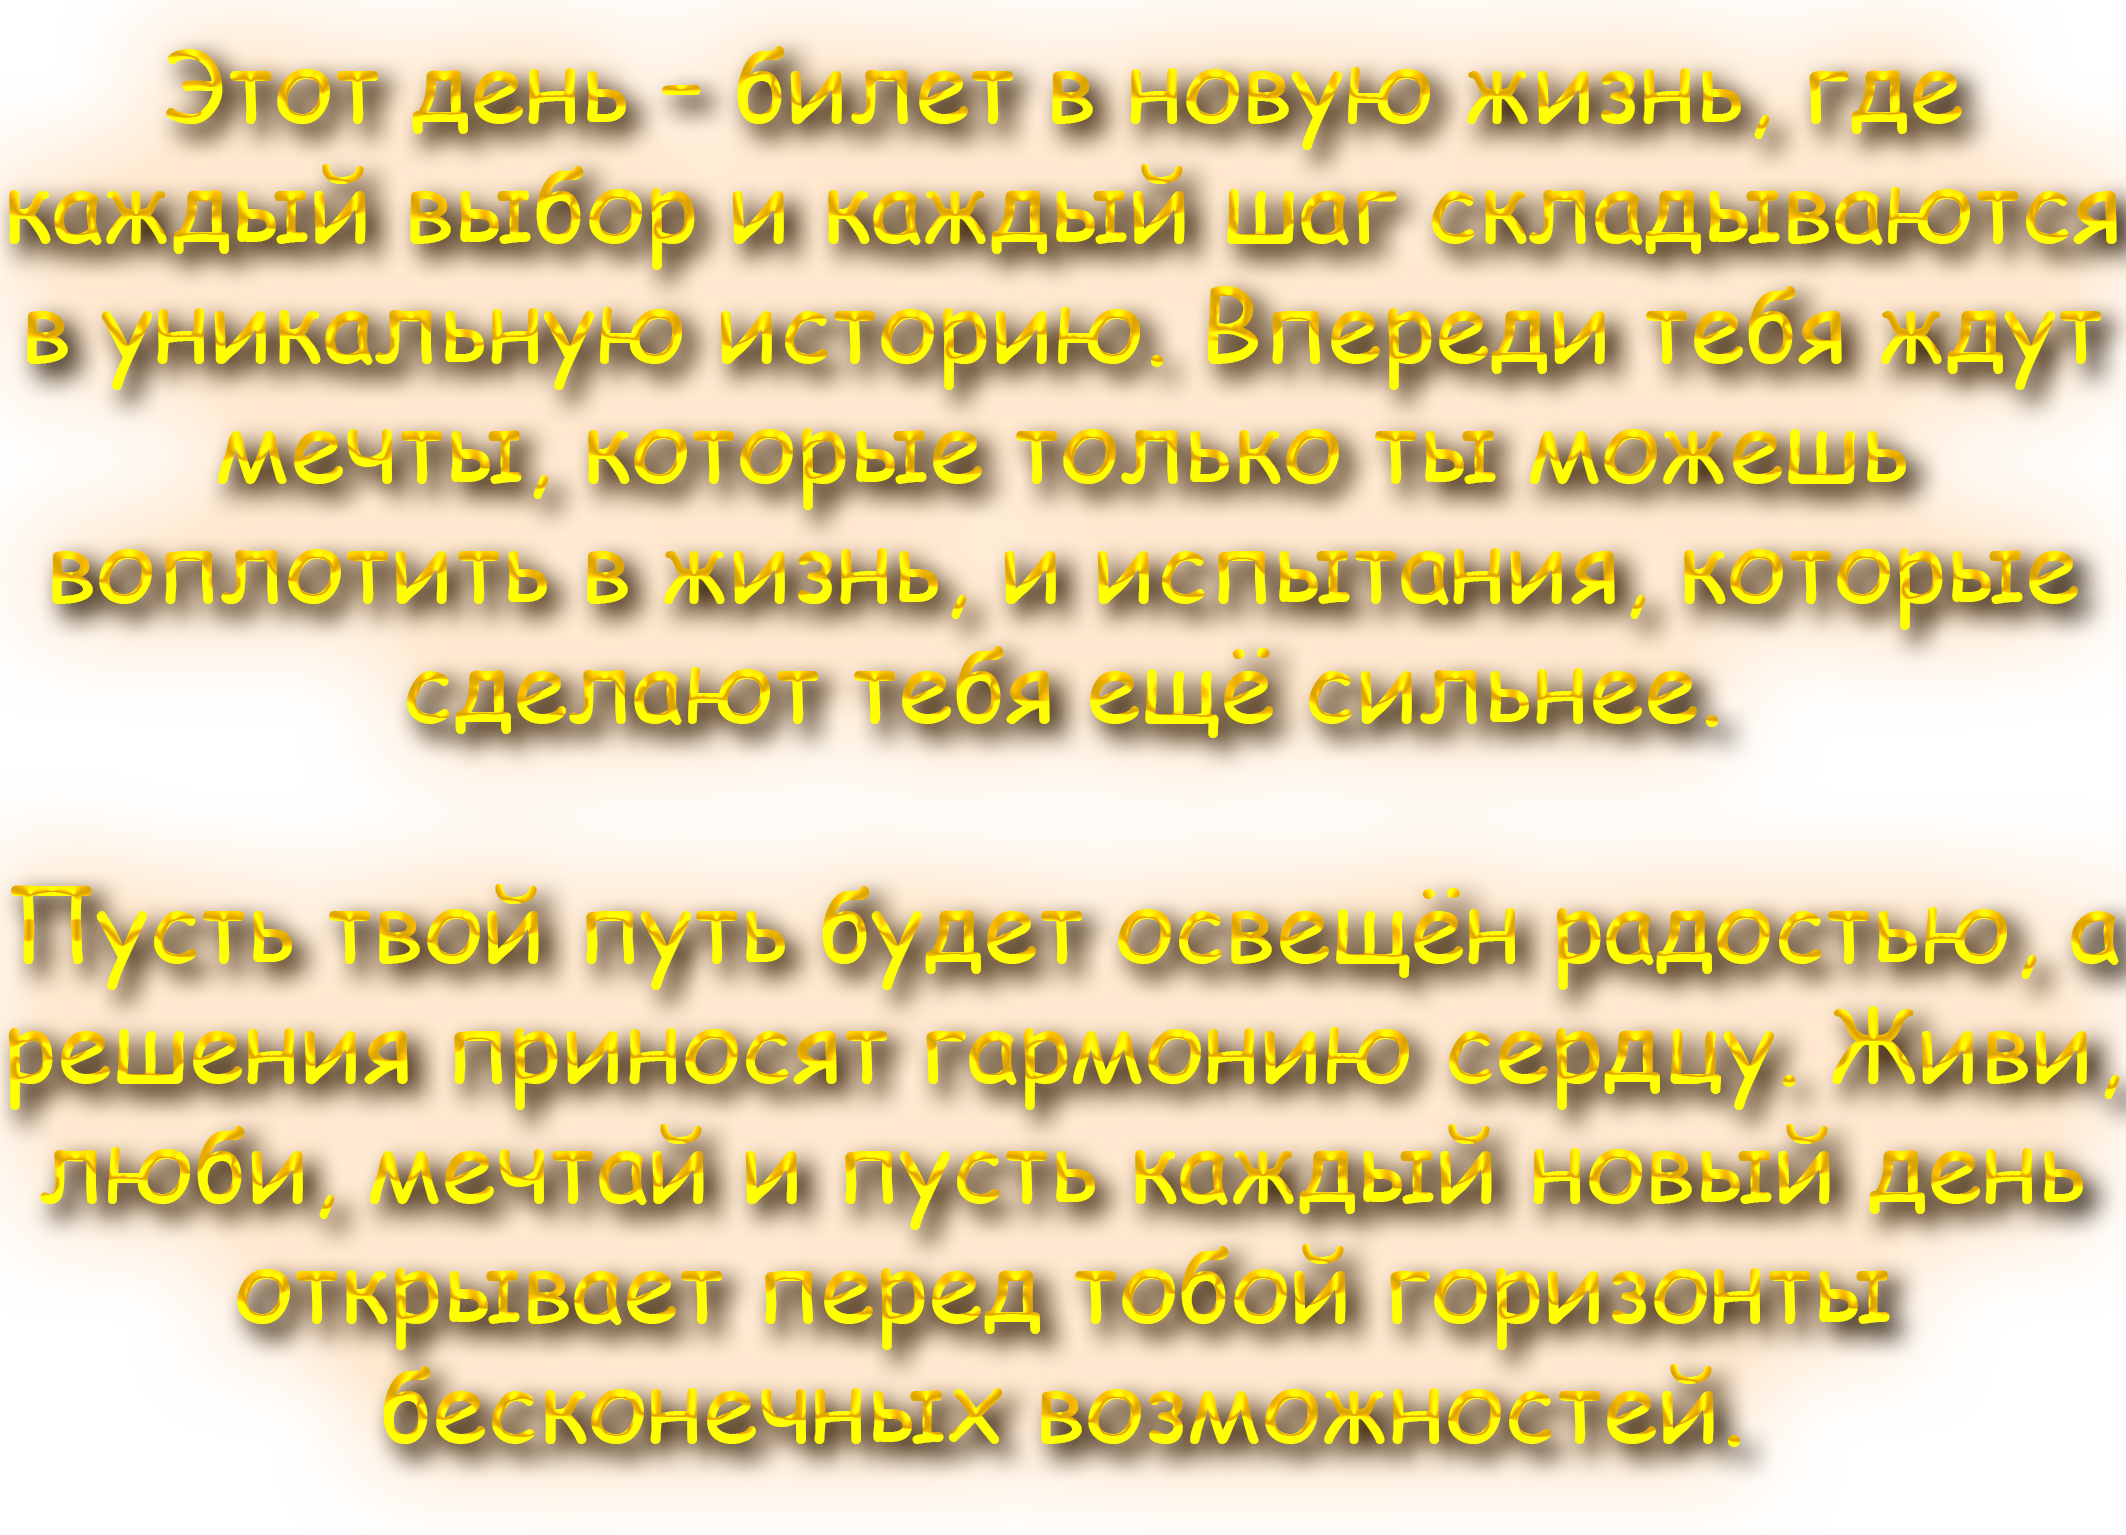 Этот день – билет в новую жизнь, где
каждый выбор и каждый шаг складываются
в уникальную историю. Впереди тебя ждут
мечты, которые только ты можешь
воплотить в жизнь, и испытания, которые
сделают тебя ещё сильнее.
Пусть твой путь будет освещён радостью, а
решения приносят гармонию сердцу. Живи,
люби, мечтай и пусть каждый новый день
открывает перед тобой горизонты
бесконечных возможностей.